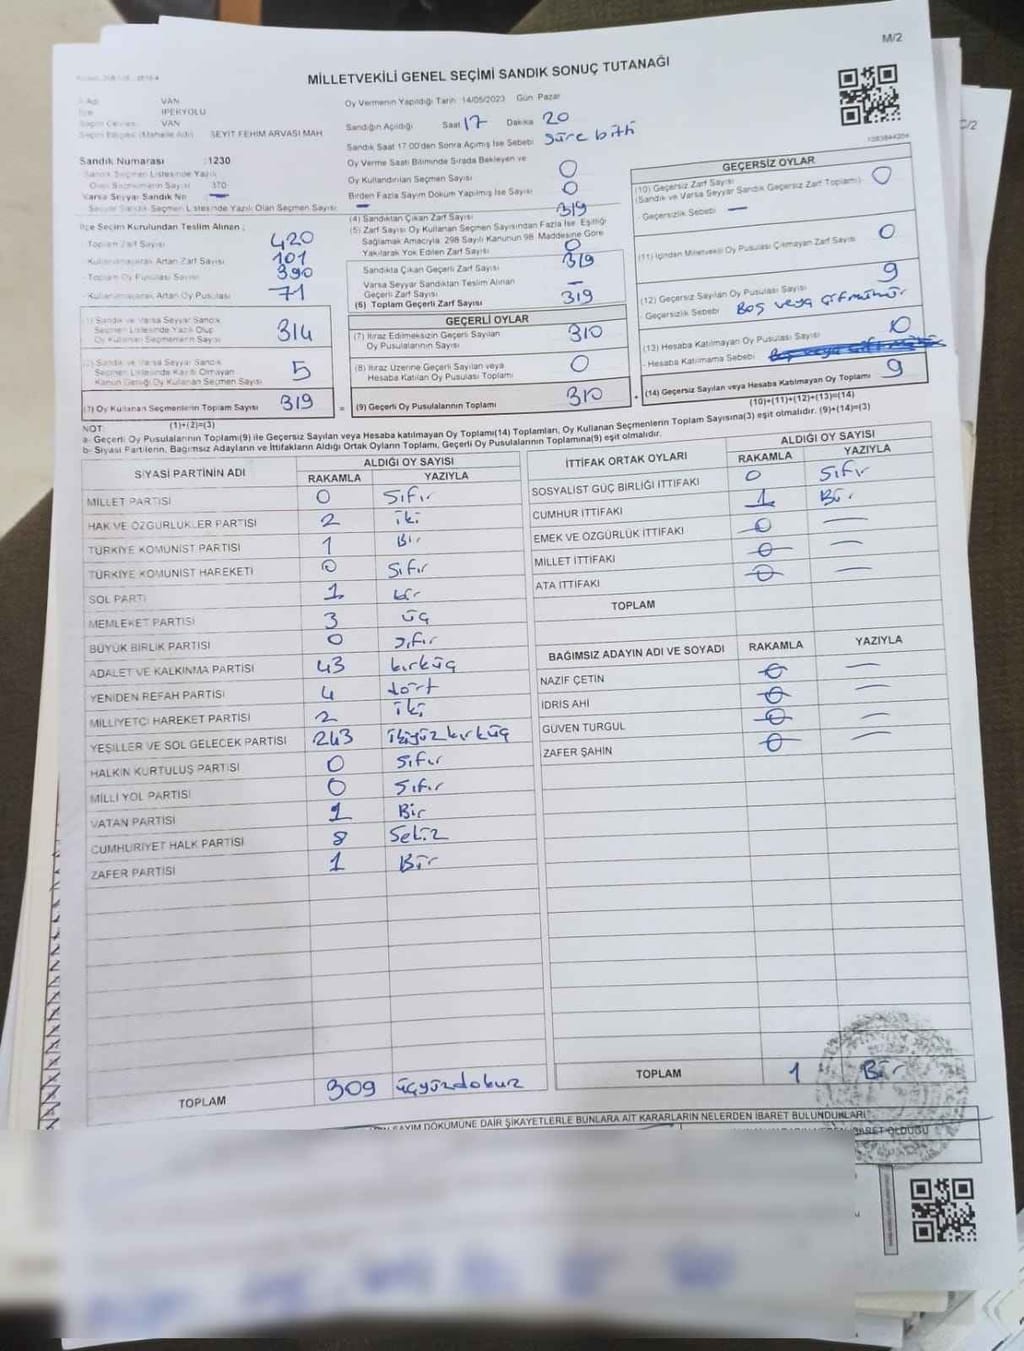 M/2
MİLLETVEKİLİ GENEL SEÇİMİ SANDIK SONUÇ TUTANAĞI
VAN
İPEKYOLU
VAN
Seçim Bölgesi (Mahalle Adı) SEYİT FEHİM ARVASİ MAH
Sandık Numarası :1230
Sandık Seçmen Listesinde Yazılı
Olan Seçmenlerin Sayısı 370
Varsa Seyyar Sandık No —
Seyyar Sandık Seçmen Listesinde Yazılı Olan Seçmen Sayısı
İlçe Seçim Kurulundan Teslim Alınan ;
Toplam Zarf Sayısı 420
Kullanılmayarak Artan Zarf Sayısı 101
Toplam Oy Pusulası Sayısı 390
Kullanılmayarak Artan Oy Pusulası 71
(1) Sandık ve Varsa Seyyar Sandık
Seçmen Listesinde Yazılı Olup
Oy Kullanan Seçmenlerin Sayısı 314
(2) Sandık ve Varsa Seyyar Sandık
Seçmen Listesinde Kayıtlı Olmayan
Kanun Gereği Oy Kullanan Seçmen Sayısı 5
(3) Oy Kullanan Seçmenlerin Toplam Sayısı 319
(1)+(2)=(3)
Oy Vermenin Yapıldığı Tarih 14/05/2023 Gün Pazar
Sandığın Açıldığı Saat 17 Dakika 20
Sandık Saat 17.00'den Sonra Açılmış İse Sebebi Süre bitti
Oy Verme Saati Bitiminde Sırada Bekleyen ve
Oy Kullandırılan Seçmen Sayısı 0
Birden Fazla Sayım Döküm Yapılmış İse Sayısı 0
(4) Sandıktan Çıkan Zarf Sayısı 319
(5) Zarf Sayısı Oy Kullanan Seçmen Sayısından Fazla İse Eşitliği
Sağlamak Amacıyla 298 Sayılı Kanunun 98. Maddesine Göre
Yakılarak Yok Edilen Zarf Sayısı 0
Sandıkta Çıkan Geçerli Zarf Sayısı 319
Varsa Seyyar Sandıktan Teslim Alınan
Geçerli Zarf Sayısı —
(6) Toplam Geçerli Zarf Sayısı 319
GEÇERLİ OYLAR
(7) İtiraz Edilmeksizin Geçerli Sayılan
Oy Pusulalarının Sayısı 310
(8) İtiraz Üzerine Geçerli Sayılan veya
Hesaba Katılan Oy Pusulası Toplamı 0
= (9) Geçerli Oy Pusulalarının Toplamı 310
1083844204
GEÇERSİZ OYLAR
(10) Geçersiz Zarf Sayısı
(Sandık ve Varsa Seyyar Sandık Geçersiz Zarf Toplamı) 0
- Geçersizlik Sebebi —
(11) İçinden Milletvekili Oy Pusulası Çıkmayan Zarf Sayısı 0
(12) Geçersiz Sayılan Oy Pusulası Sayısı 9
- Geçersizlik Sebebi Boş veya çift mühür
(13) Hesaba Katılmayan Oy Pusulası Sayısı 0
- Hesaba Katılmama Sebebi
+ (14) Geçersiz Sayılan veya Hesaba Katılmayan Oy Toplamı 9
(10)+(11)+(12)+(13)=(14)
NOT:
a- Geçerli Oy Pusulalarının Toplamı(9) ile Geçersiz Sayılan veya Hesaba katılmayan Oy Toplamı(14) Toplamları, Oy Kullanan Seçmenlerin Toplam Sayısına(3) eşit olmalıdır. (9)+(14)=(3)
b- Siyasi Partilerin, Bağımsız Adayların ve İttifakların Aldığı Ortak Oyların Toplamı, Geçerli Oy Pusulalarının Toplamına(9) eşit olmalıdır.
SİYASİ PARTİNİN ADI ALDIĞI OY SAYISI
RAKAMLA YAZIYLA
MİLLET PARTİSİ 0 Sıfır
HAK VE ÖZGÜRLÜKLER PARTİSİ 2 iki
TÜRKİYE KOMÜNİST PARTİSİ 1 Bir
TÜRKİYE KOMÜNİST HAREKETİ 0 Sıfır
SOL PARTİ 1 bir
MEMLEKET PARTİSİ 3 üç
BÜYÜK BİRLİK PARTİSİ 0 sıfır
ADALET VE KALKINMA PARTİSİ 43 kırküç
YENİDEN REFAH PARTİSİ 4 dört
MİLLİYETÇİ HAREKET PARTİSİ 2 iki
YEŞİLLER VE SOL GELECEK PARTİSİ 243 ikiyüzkırküç
HALKIN KURTULUŞ PARTİSİ 0 Sıfır
MİLLİ YOL PARTİSİ 0 Sıfır
VATAN PARTİSİ 1 Bir
CUMHURİYET HALK PARTİSİ 8 Sekiz
ZAFER PARTİSİ 1 Bir
TOPLAM 309 üçyüzdokuz
İTTİFAK ORTAK OYLARI ALDIĞI OY SAYISI
RAKAMLA YAZIYLA
SOSYALİST GÜÇ BİRLİĞİ İTTİFAKI 0 Sıfır
CUMHUR İTTİFAKI 1 Bir
EMEK VE ÖZGÜRLÜK İTTİFAKI 0 —
MİLLET İTTİFAKI 0 —
ATA İTTİFAKI 0 —
TOPLAM
BAĞIMSIZ ADAYIN ADI VE SOYADI RAKAMLA YAZIYLA
NAZİF ÇETİN 0 —
İDRİS AHİ 0 —
GÜVEN TURGUL 0 —
ZAFER ŞAHİN 0 —
TOPLAM 1 Bir
SAYIM DÖKÜMÜNE DAİR ŞİKAYETLERLE BUNLARA AİT KARARLARIN NELERDEN İBARET BULUNDUKLARI